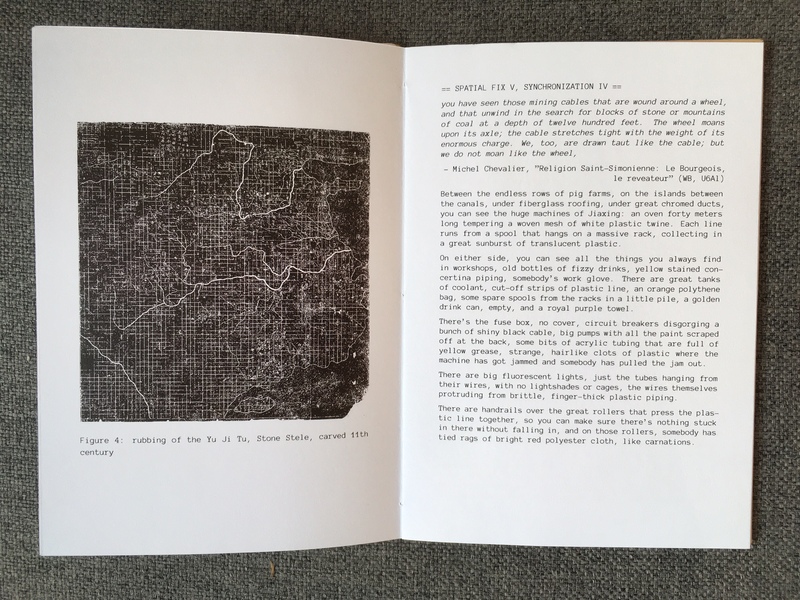 Figure 4: rubbing of the Yu Ji Tu, Stone Stele, carved 11th
century
== SPATIAL FIX V, SYNCHRONIZATION IV ==
you have seen those mining cables that are wound around a wheel,
and that unwind in the search for blocks of stone or mountains
of coal at a depth of twelve hundred feet. The wheel moans
upon its axle; the cable stretches tight with the weight of its
enormous charge. We, too, are drawn taut like the cable; but
we do not moan like the wheel,
— Michel Chevalier, "Religion Saint-Simonienne: Le Bourgeois,
le reveateur" (WB, U6A1)
Between the endless rows of pig farms, on the islands between
the canals, under fiberglass roofing, under great chromed ducts,
you can see the huge machines of Jiaxing: an oven forty meters
long tempering a woven mesh of white plastic twine. Each line
runs from a spool that hangs on a massive rack, collecting in
a great sunburst of translucent plastic.
On either side, you can see all the things you always find
in workshops, old bottles of fizzy drinks, yellow stained con-
certina piping, somebody's work glove. There are great tanks
of coolant, cut-off strips of plastic line, an orange polythene
bag, some spare spools from the racks in a little pile, a golden
drink can, empty, and a royal purple towel.
There's the fuse box, no cover, circuit breakers disgorging a
bunch of shiny black cable, big pumps with all the paint scraped
off at the back, some bits of acrylic tubing that are full of
yellow grease, strange, hairlike clots of plastic where the
machine has got jammed and somebody has pulled the jam out.
There are big fluorescent lights, just the tubes hanging from
their wires, with no lightshades or cages, the wires themselves
protruding from brittle, finger-thick plastic piping.
There are handrails over the great rollers that press the plas-
tic line together, so you can make sure there's nothing stuck
in there without falling in, and on those rollers, somebody has
tied rags of bright red polyester cloth, like carnations.